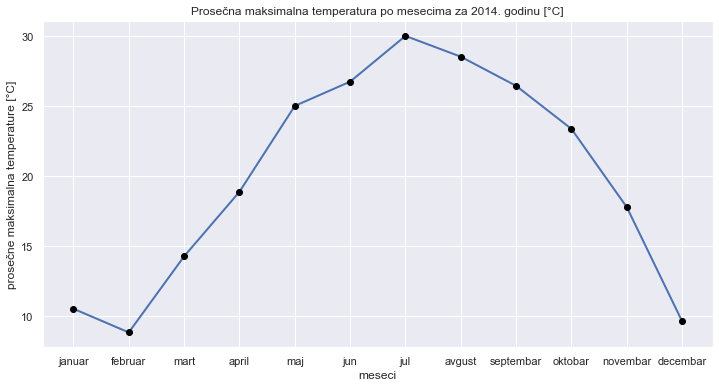 Prosečna maksimalna temperatura po mesecima za 2014. godinu [°C]
prosečne maksimalna temperature [°C]
30
25
20
15
10
januar februar mart april maj jun jul avgust septembar oktobar novembar decembar
meseci